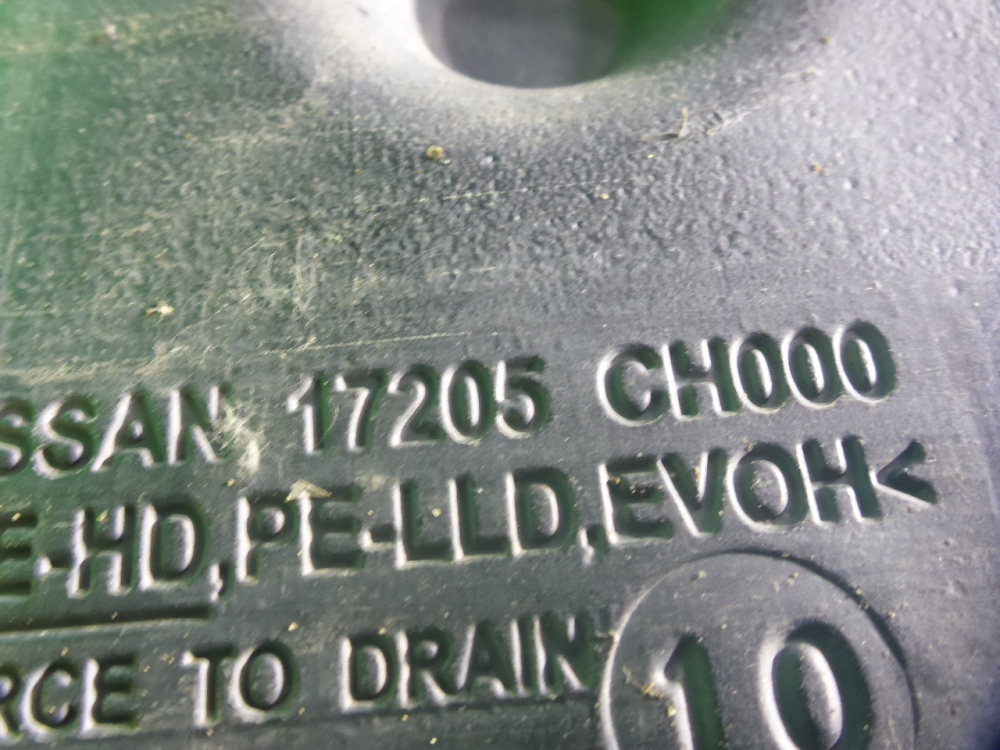 SSAN 17205 CH000
E-HD,PE-LLD,EVOH<
RCE TO DRAIN
10